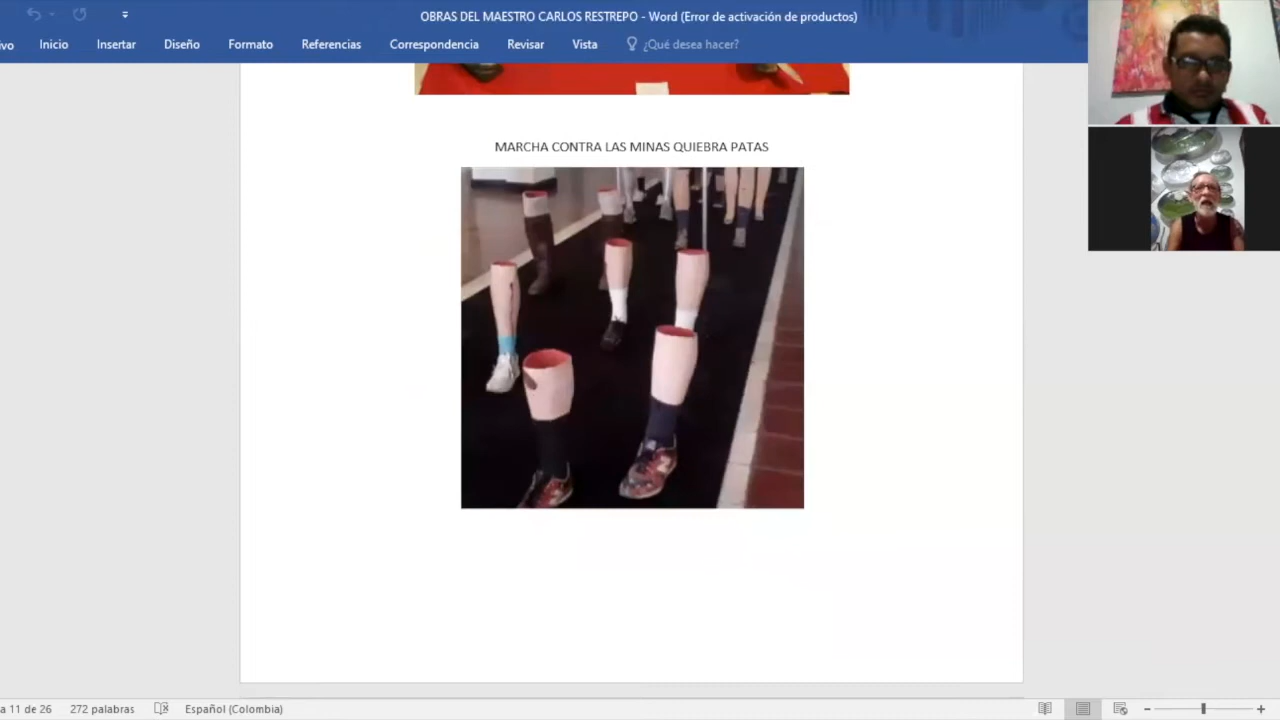 OBRAS DEL MAESTRO CARLOS RESTREPO - Word (Error de activación de productos)
vo Inicio Insertar Diseño Formato Referencias Correspondencia Revisar Vista ¿Qué desea hacer?
MARCHA CONTRA LAS MINAS QUIEBRA PATAS
a 11 de 26 272 palabras Español (Colombia)